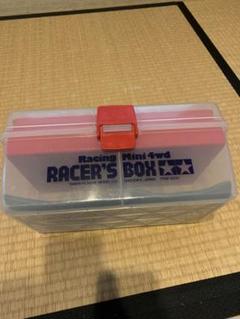 Racing Mini 4wd
RACER'S BOX